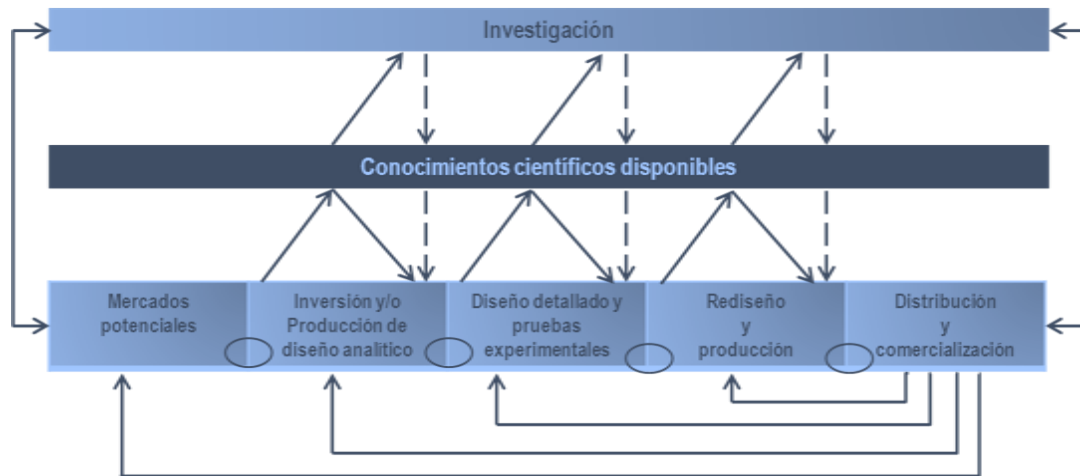 Investigación
Conocimientos científicos disponibles
Mercados
potenciales
Inversión y/o
Producción de
diseño analítico
Diseño detallado y
pruebas
experimentales
Rediseño
y
producción
Distribución
y
comercialización